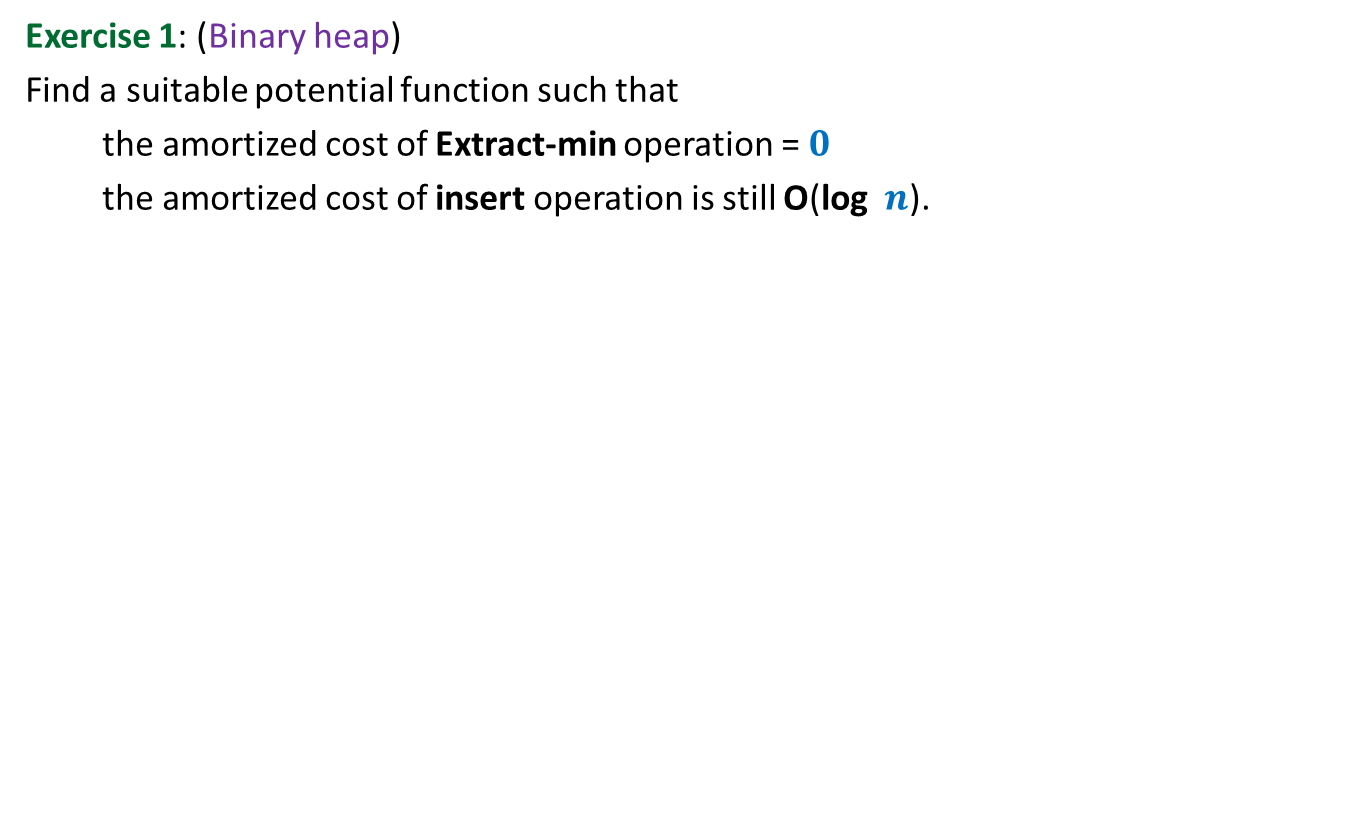 Exercise 1: (Binary heap)
Find a suitable potential function such that
the amortized cost of Extract-min operation = 0
the amortized cost of insert operation is still O(log n).